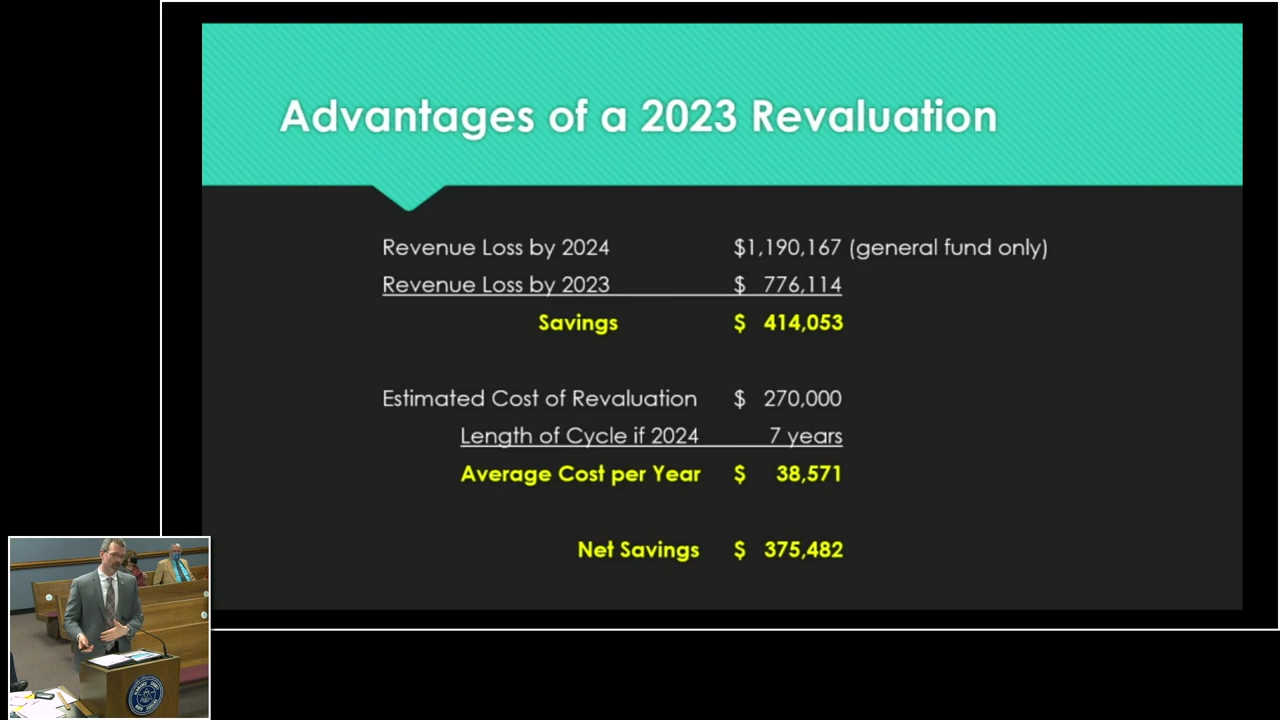 Advantages of a 2023 Revaluation
Revenue Loss by 2024 $1,190,167 (general fund only)
Revenue Loss by 2023 $ 776,114
Savings $ 414,053
Estimated Cost of Revaluation $ 270,000
Length of Cycle if 2024 7 years
Average Cost per Year $ 38,571
Net Savings $ 375,482